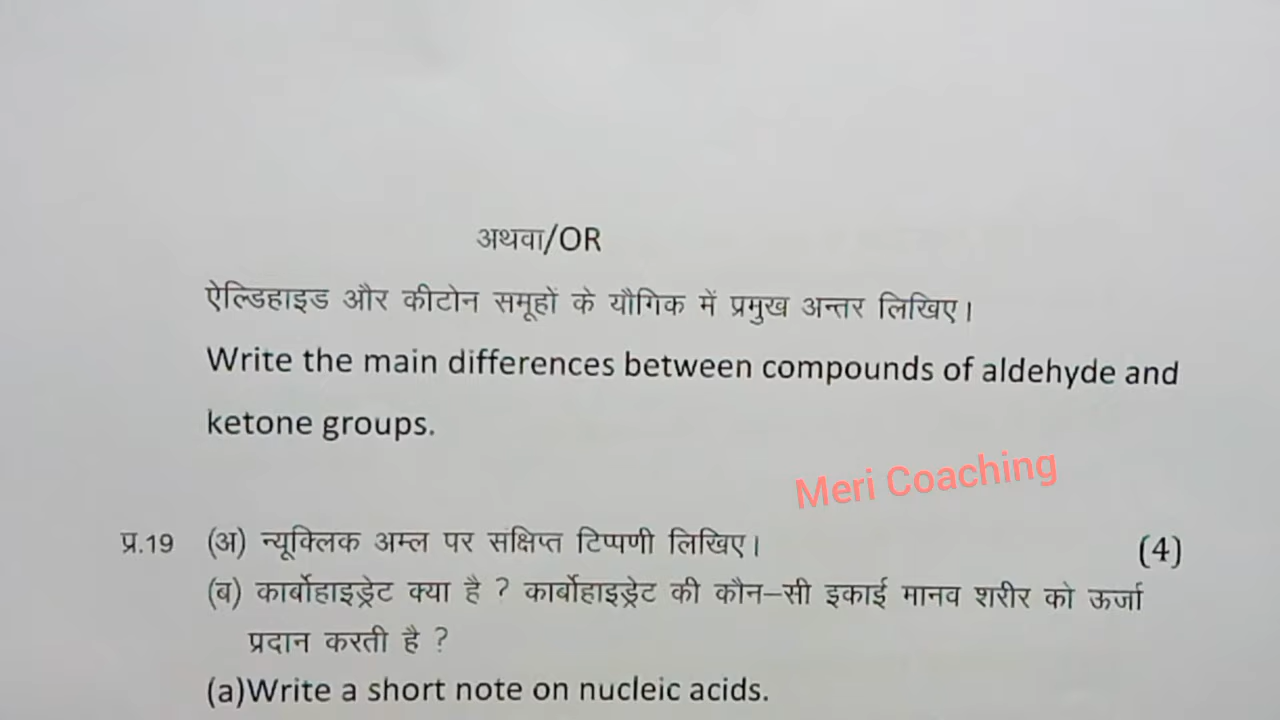 अथवा/OR
ऐल्डिहाइड और कीटोन समूहों के यौगिक में प्रमुख अन्तर लिखिए।
Write the main differences between compounds of aldehyde and
ketone groups.
Meri Coaching
प्र.19 (अ) न्यूक्लिक अम्ल पर संक्षिप्त टिप्पणी लिखिए। (4)
(ब) कार्बोहाइड्रेट क्या है ? कार्बोहाइड्रेट की कौन–सी इकाई मानव शरीर को ऊर्जा
प्रदान करती है ?
(a)Write a short note on nucleic acids.